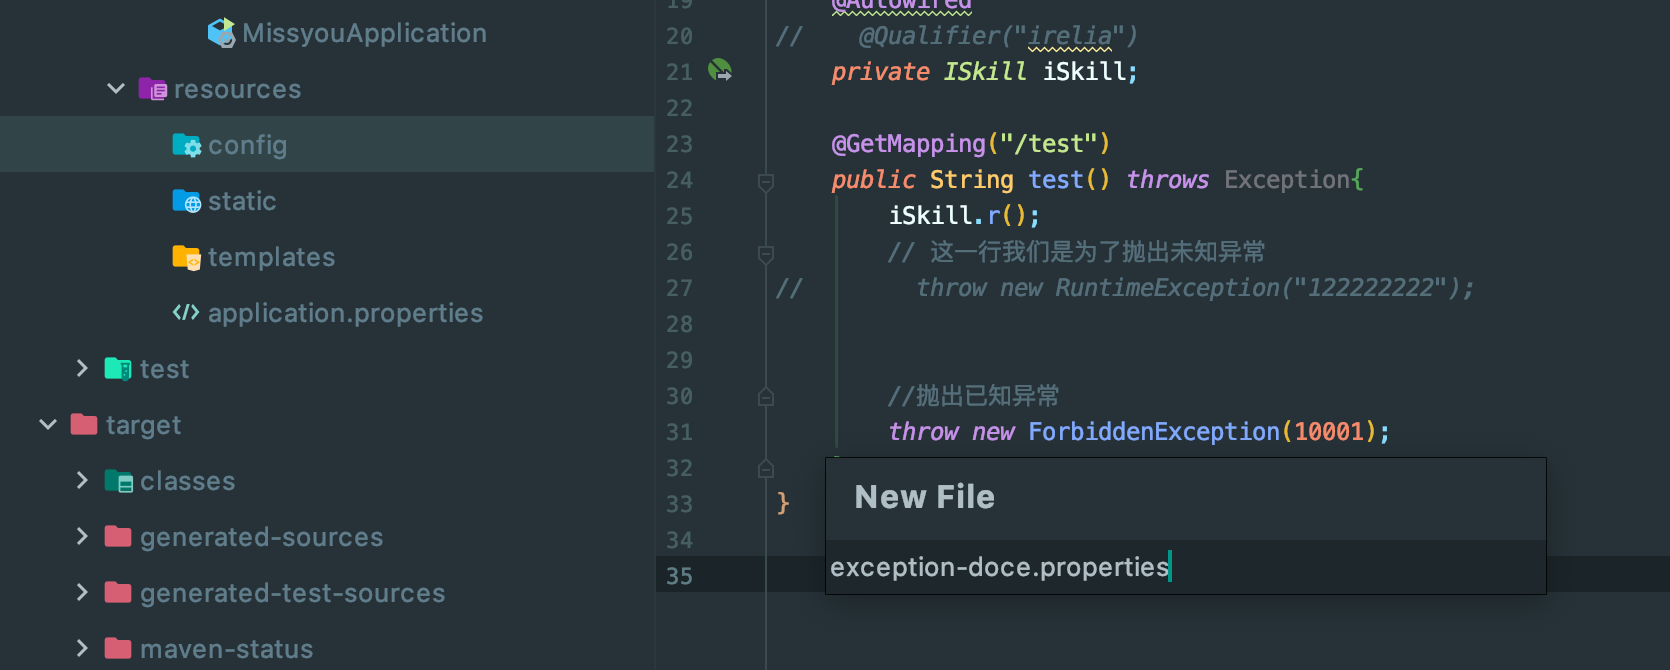 MissyouApplication
resources
config
static
templates
application.properties
test
target
classes
generated-sources
generated-test-sources
maven-status
19 @Autowired
20 // @Qualifier("irelia")
21 private ISkill iSkill;
22
23 @GetMapping("/test")
24 public String test() throws Exception{
25 iSkill.r();
26 // 这一行我们是为了抛出未知异常
27 // throw new RuntimeException("122222222");
28
29
30 //抛出已知异常
31 throw new ForbiddenException(10001);
32
33 }
34
35
New File
exception-doce.properties